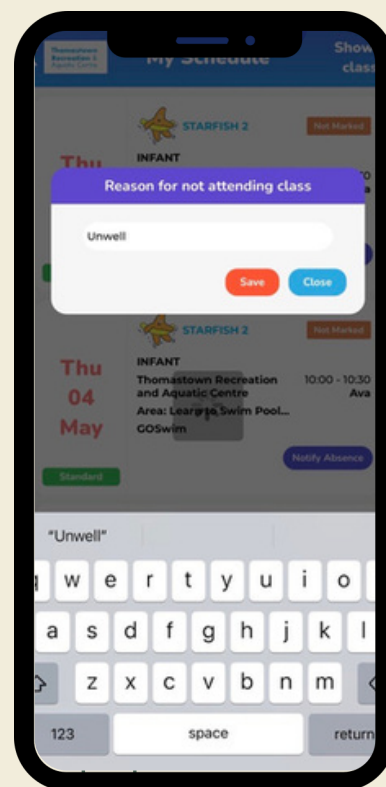 Thomastown
Recreation &
Aquatic Centre
My Schedule
Show
class
STARFISH 2
Not Marked
Thu
INFANT
Reason for not attending class
Unwell
Save
Close
STARFISH 2
Not Marked
Thu
04
May
INFANT
Thomastown Recreation
and Aquatic Centre
10:00 - 10:30
Ava
Area: Learn to Swim Pool...
GOSwim
Notify Absence
Standard
"Unwell"
w e r t y u i o
a s d f g h j k l
z x c v b n m
123
space
return